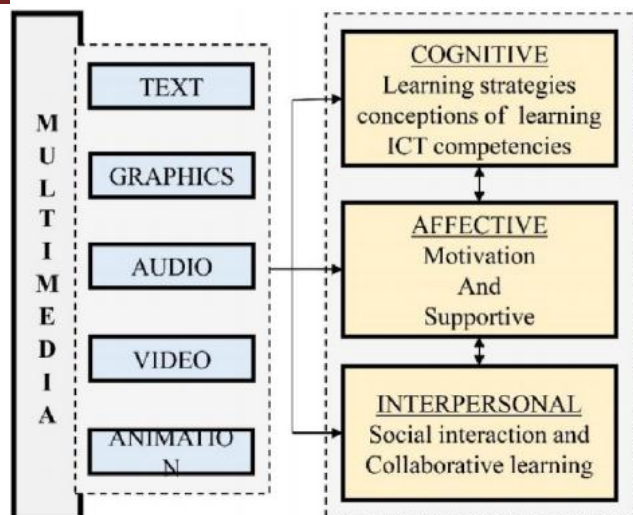 MULTIMEDIA
TEXT
GRAPHICS
AUDIO
VIDEO
ANIMATIO
N
COGNITIVE
Learning strategies
conceptions of learning
ICT competencies
AFFECTIVE
Motivation
And
Supportive
INTERPERSONAL
Social interaction and
Collaborative learning